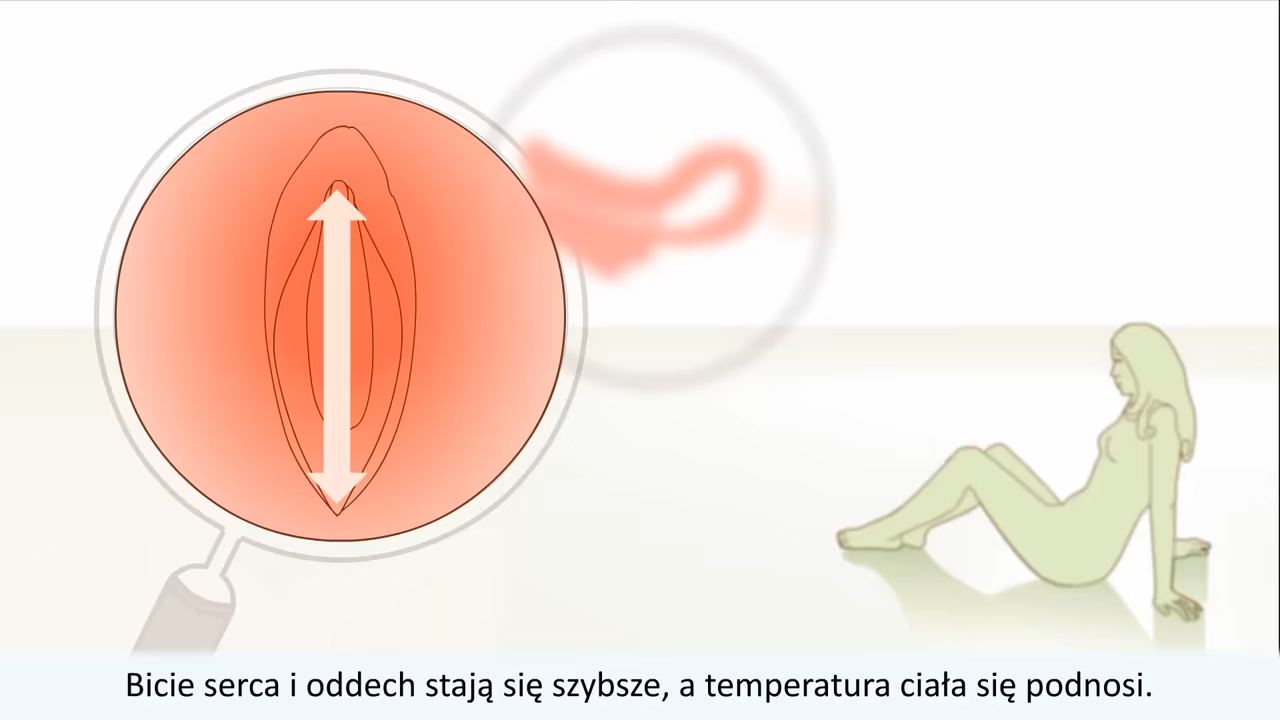 Bicie serca i oddech stają się szybsze, a temperatura ciała się podnosi.